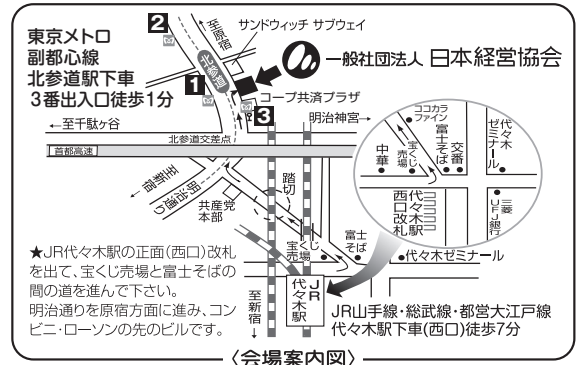 東京メトロ
副都心線
北参道駅下車
3番出入口徒歩1分
2
至原宿
サンドウィッチ サブウェイ
北参道
一般社団法人 日本経営協会
1
コープ共済プラザ
3
←至千駄ヶ谷
明治神宮→
北参道交差点
首都高速
至新宿
明治通り
共産党
本部
踏切
宝くじ
売場
富士
そば
代々木ゼミナール
JR
代々木駅
至新宿
ココカラ
ファイン
中華
宝くじ
売場
富士そば
交番
代々木
ゼミナール
代々木駅
西口改札
三菱
UFJ銀行
★JR代々木駅の正面(西口)改札
を出て、宝くじ売場と富士そばの
間の道を進んで下さい。
明治通りを原宿方面に進み、コン
ビニ・ローソンの先のビルです。
JR山手線・総武線・都営大江戸線
代々木駅下車(西口)徒歩7分
〈会場案内図〉